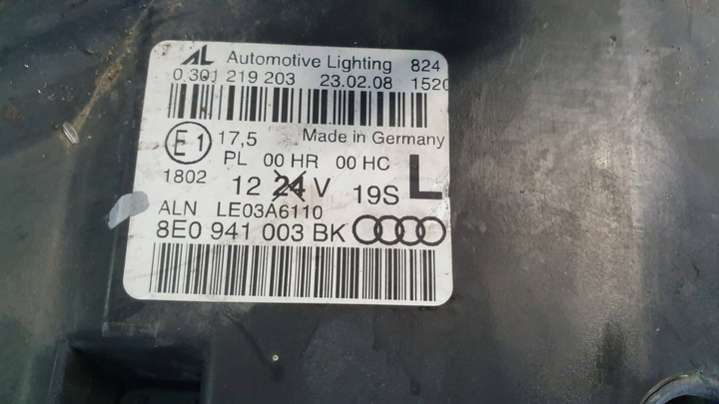 AL Automotive Lighting 824
0 301 219 203 23.02.08 1520
E1 17,5 Made in Germany
PL 00 HR 00 HC L
1802 12 24 V 19S
ALN LE03A6110
8E0 941 003 BK